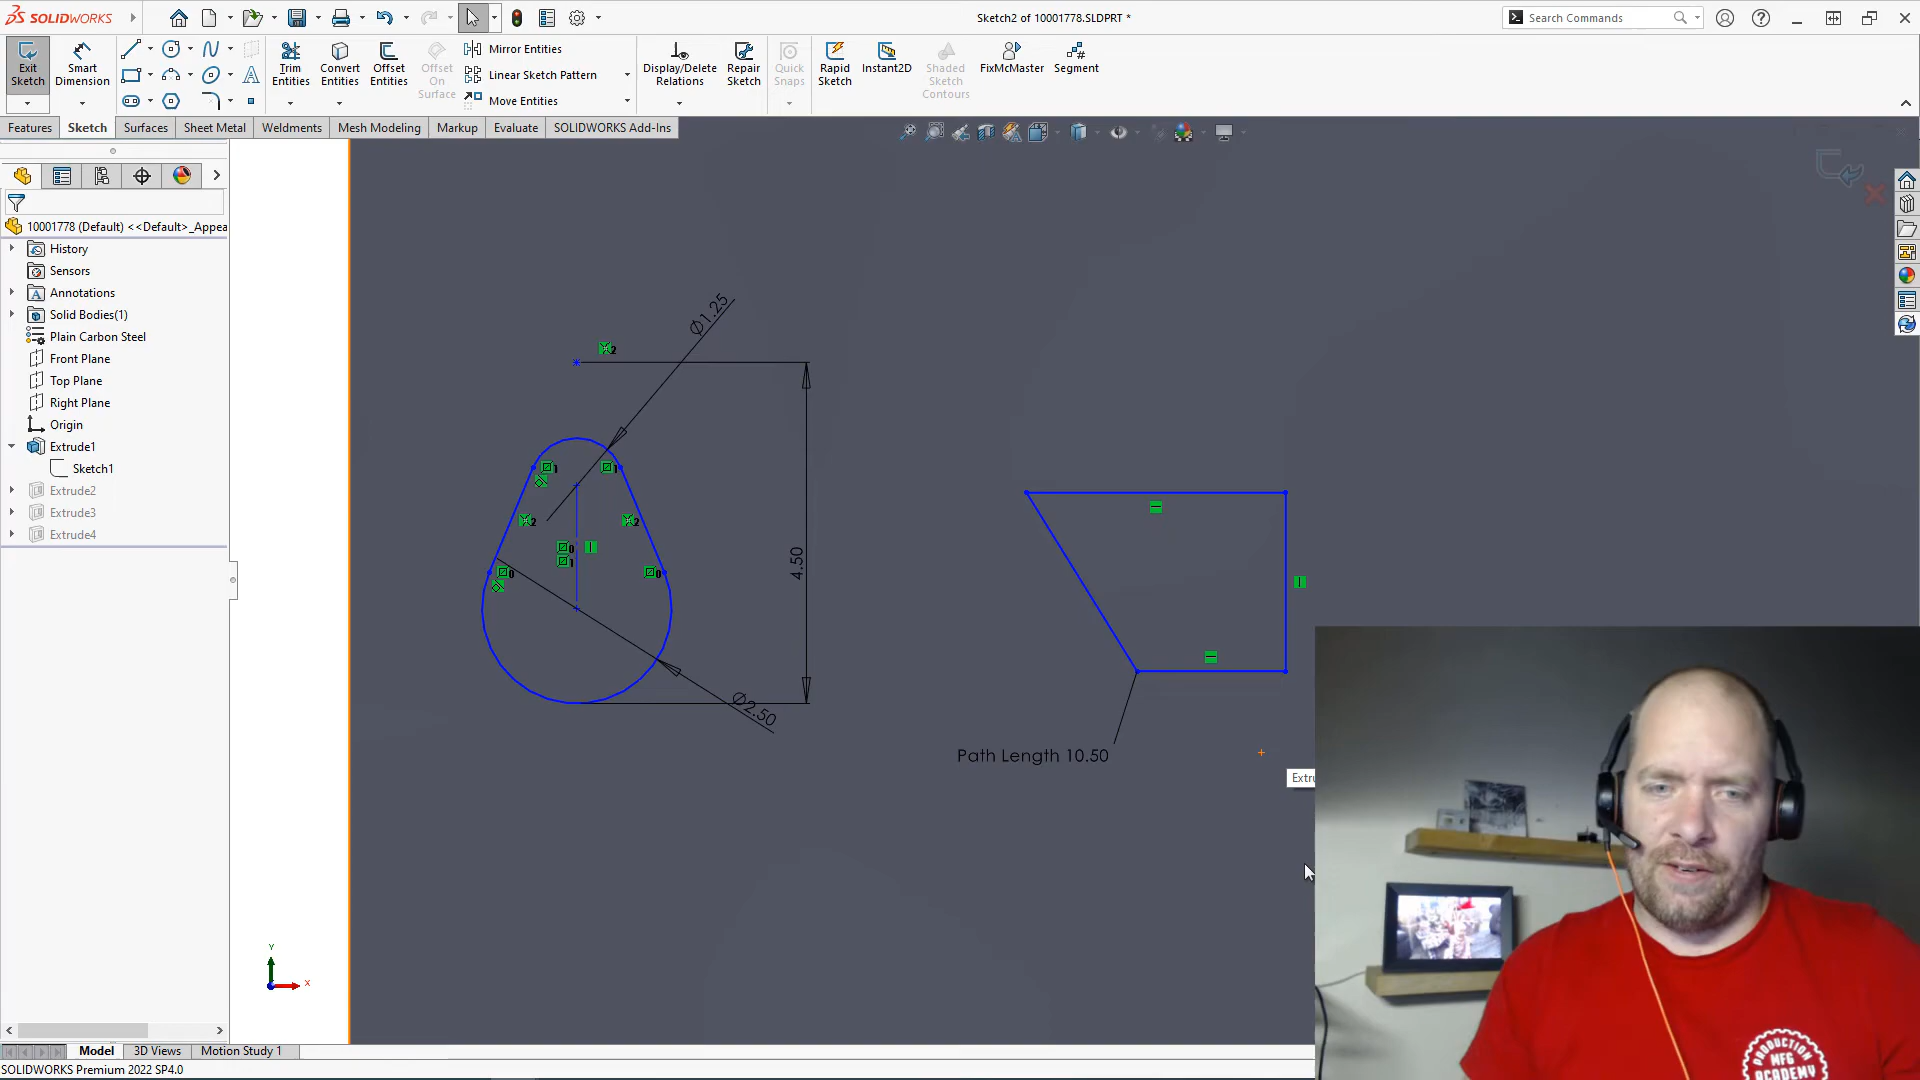 SOLIDWORKS
Sketch2 of 10001778.SLDPRT *
Search Commands
Exit Sketch
Smart Dimension
Trim Entities
Convert Entities
Offset Entities
Offset On Surface
Mirror Entities
Linear Sketch Pattern
Move Entities
Display/Delete Relations
Repair Sketch
Quick Snaps
Rapid Sketch
Instant2D
Shaded Sketch Contours
FixMcMaster
Segment
Features
Sketch
Surfaces
Sheet Metal
Weldments
Mesh Modeling
Markup
Evaluate
SOLIDWORKS Add-Ins
10001778 (Default) <<Default>_Appea
History
Sensors
Annotations
Solid Bodies(1)
Plain Carbon Steel
Front Plane
Top Plane
Right Plane
Origin
Extrude1
Sketch1
Extrude2
Extrude3
Extrude4
Ø1.25
4.50
Ø2.50
Path Length 10.50
Extru
Y
X
PRODUCTION
MFG
ACADEMY
Model
3D Views
Motion Study 1
SOLIDWORKS Premium 2022 SP4.0